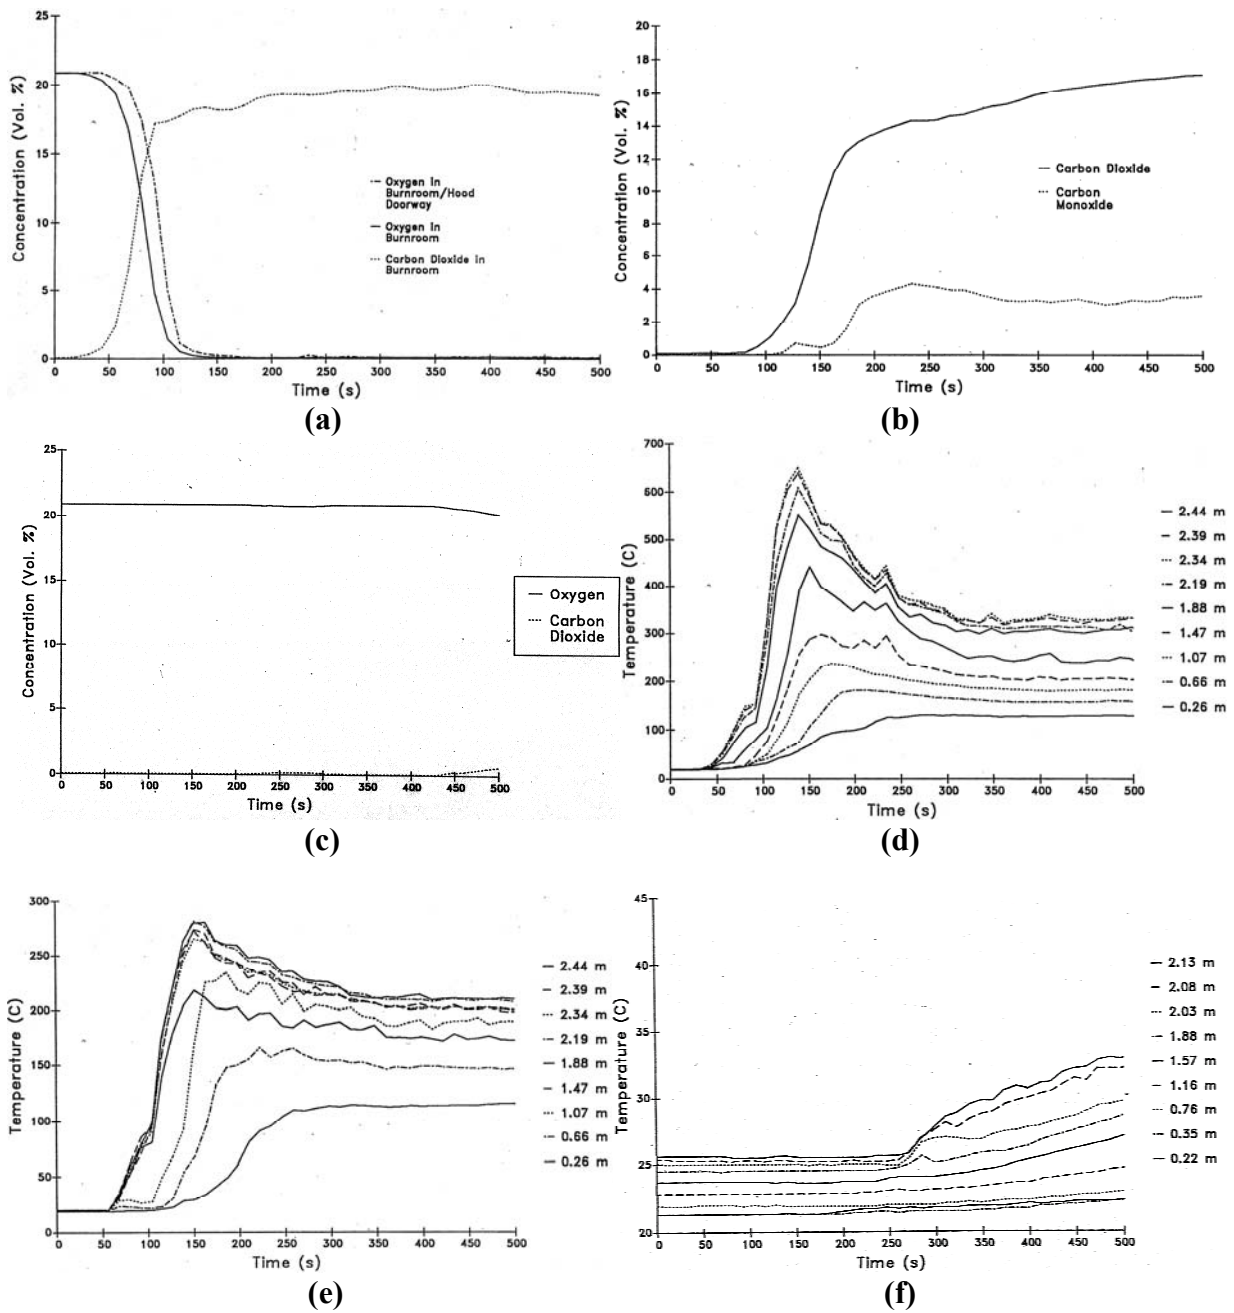 25
20
15
10
5
0
Concentration (Vol. %)
Oxygen in
Burnroom/Hood
Doorway
Oxygen in
Burnroom
Carbon Dioxide in
Burnroom
0 50 100 150 200 250 300 350 400 450 500
Time (s)
(a)
20
18
16
14
12
10
8
6
4
2
0
Concentration (Vol. %)
Carbon Dioxide
Carbon
Monoxide
0 50 100 150 200 250 300 350 400 450 500
Time (s)
(b)
25
20
15
10
5
0
Concentration (Vol. %)
Oxygen
Carbon
Dioxide
0 50 100 150 200 250 300 350 400 450 500
Time (s)
(c)
700
600
500
400
300
200
100
0
Temperature (C)
2.44 m
2.39 m
2.34 m
2.19 m
1.88 m
1.47 m
1.07 m
0.66 m
0.26 m
0 50 100 150 200 250 300 350 400 450 500
Time (s)
(d)
300
250
200
150
100
50
0
Temperature (C)
2.44 m
2.39 m
2.34 m
2.19 m
1.88 m
1.47 m
1.07 m
0.66 m
0.26 m
0 50 100 150 200 250 300 350 400 450 500
Time (s)
(e)
45
40
35
30
25
20
Temperature (C)
2.13 m
2.08 m
2.03 m
1.88 m
1.57 m
1.16 m
0.76 m
0.35 m
0.22 m
0 50 100 150 200 250 300 350 400 450 500
Time (s)
(f)